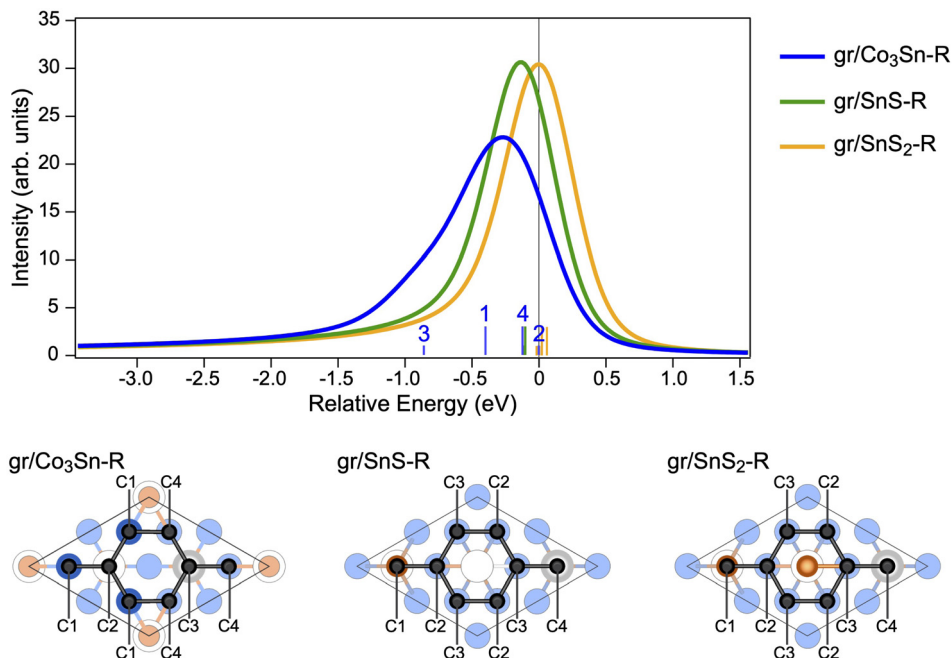 35
30
25
20
15
10
5
0
Intensity (arb. units)
gr/Co₃Sn-R
gr/SnS-R
gr/SnS₂-R
3 1 4 2
-3.0 -2.5 -2.0 -1.5 -1.0 -0.5 0 0.5 1.0 1.5
Relative Energy (eV)
gr/Co₃Sn-R
C1 C4
C1 C2 C3 C4
C1 C4
gr/SnS-R
C3 C2
C1 C2 C3 C4
C3 C2
gr/SnS₂-R
C3 C2
C1 C2 C3 C4
C3 C2